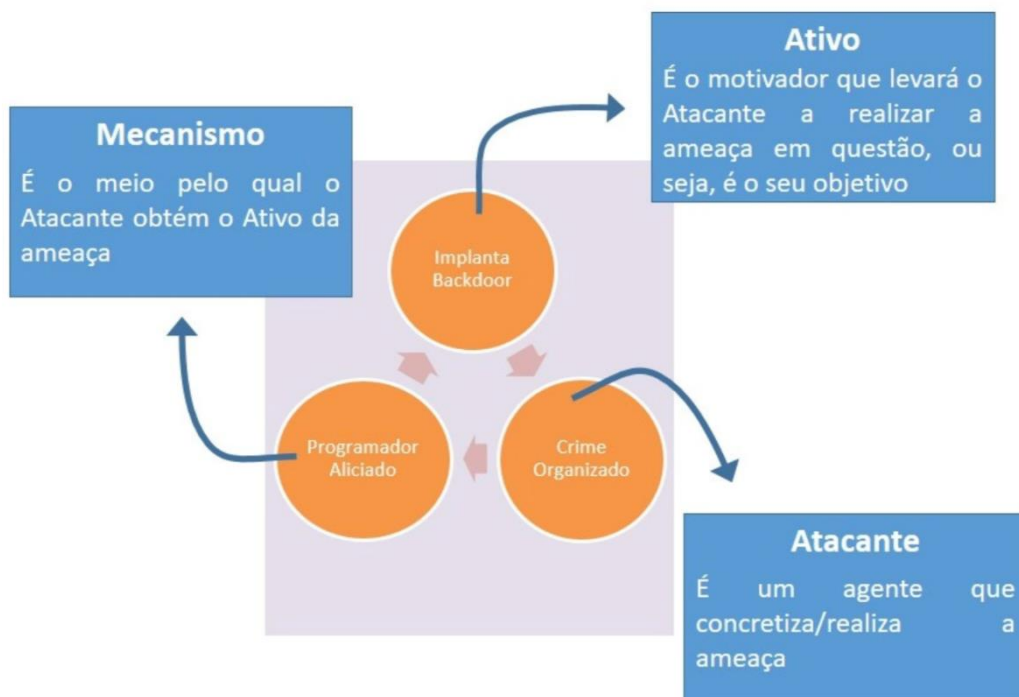 Ativo
É o motivador que levará o
Atacante a realizar a
ameaça em questão, ou
seja, é o seu objetivo
Mecanismo
É o meio pelo qual o
Atacante obtém o Ativo da
ameaça
Implanta
Backdoor
Programador
Aliciado
Crime
Organizado
Atacante
É um agente que
concretiza/realiza a
ameaça